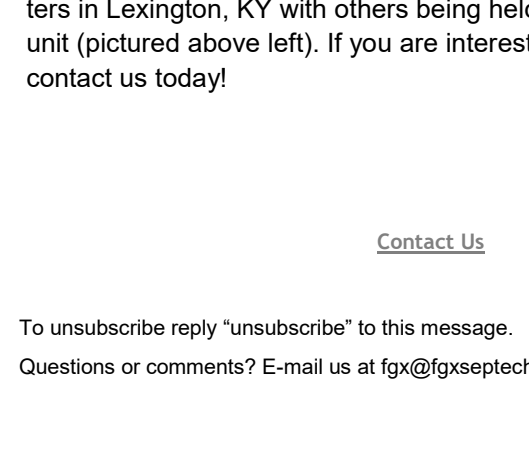 ters in Lexington, KY with others being held
unit (pictured above left). If you are interest
contact us today!
Contact Us
To unsubscribe reply “unsubscribe” to this message.
Questions or comments? E-mail us at fgx@fgxseptech